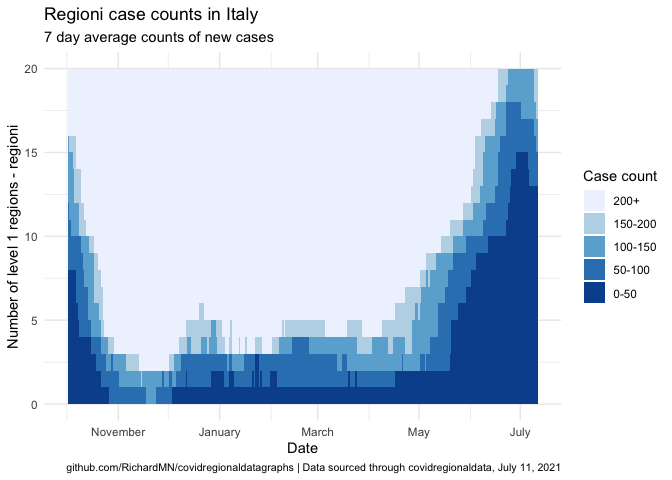 Regioni case counts in Italy
7 day average counts of new cases
Number of level 1 regions - regioni
20
15
10
5
0
November
January
March
May
July
Date
Case count
200+
150-200
100-150
50-100
0-50
github.com/RichardMN/covidregionaldatagraphs | Data sourced through covidregionaldata, July 11, 2021